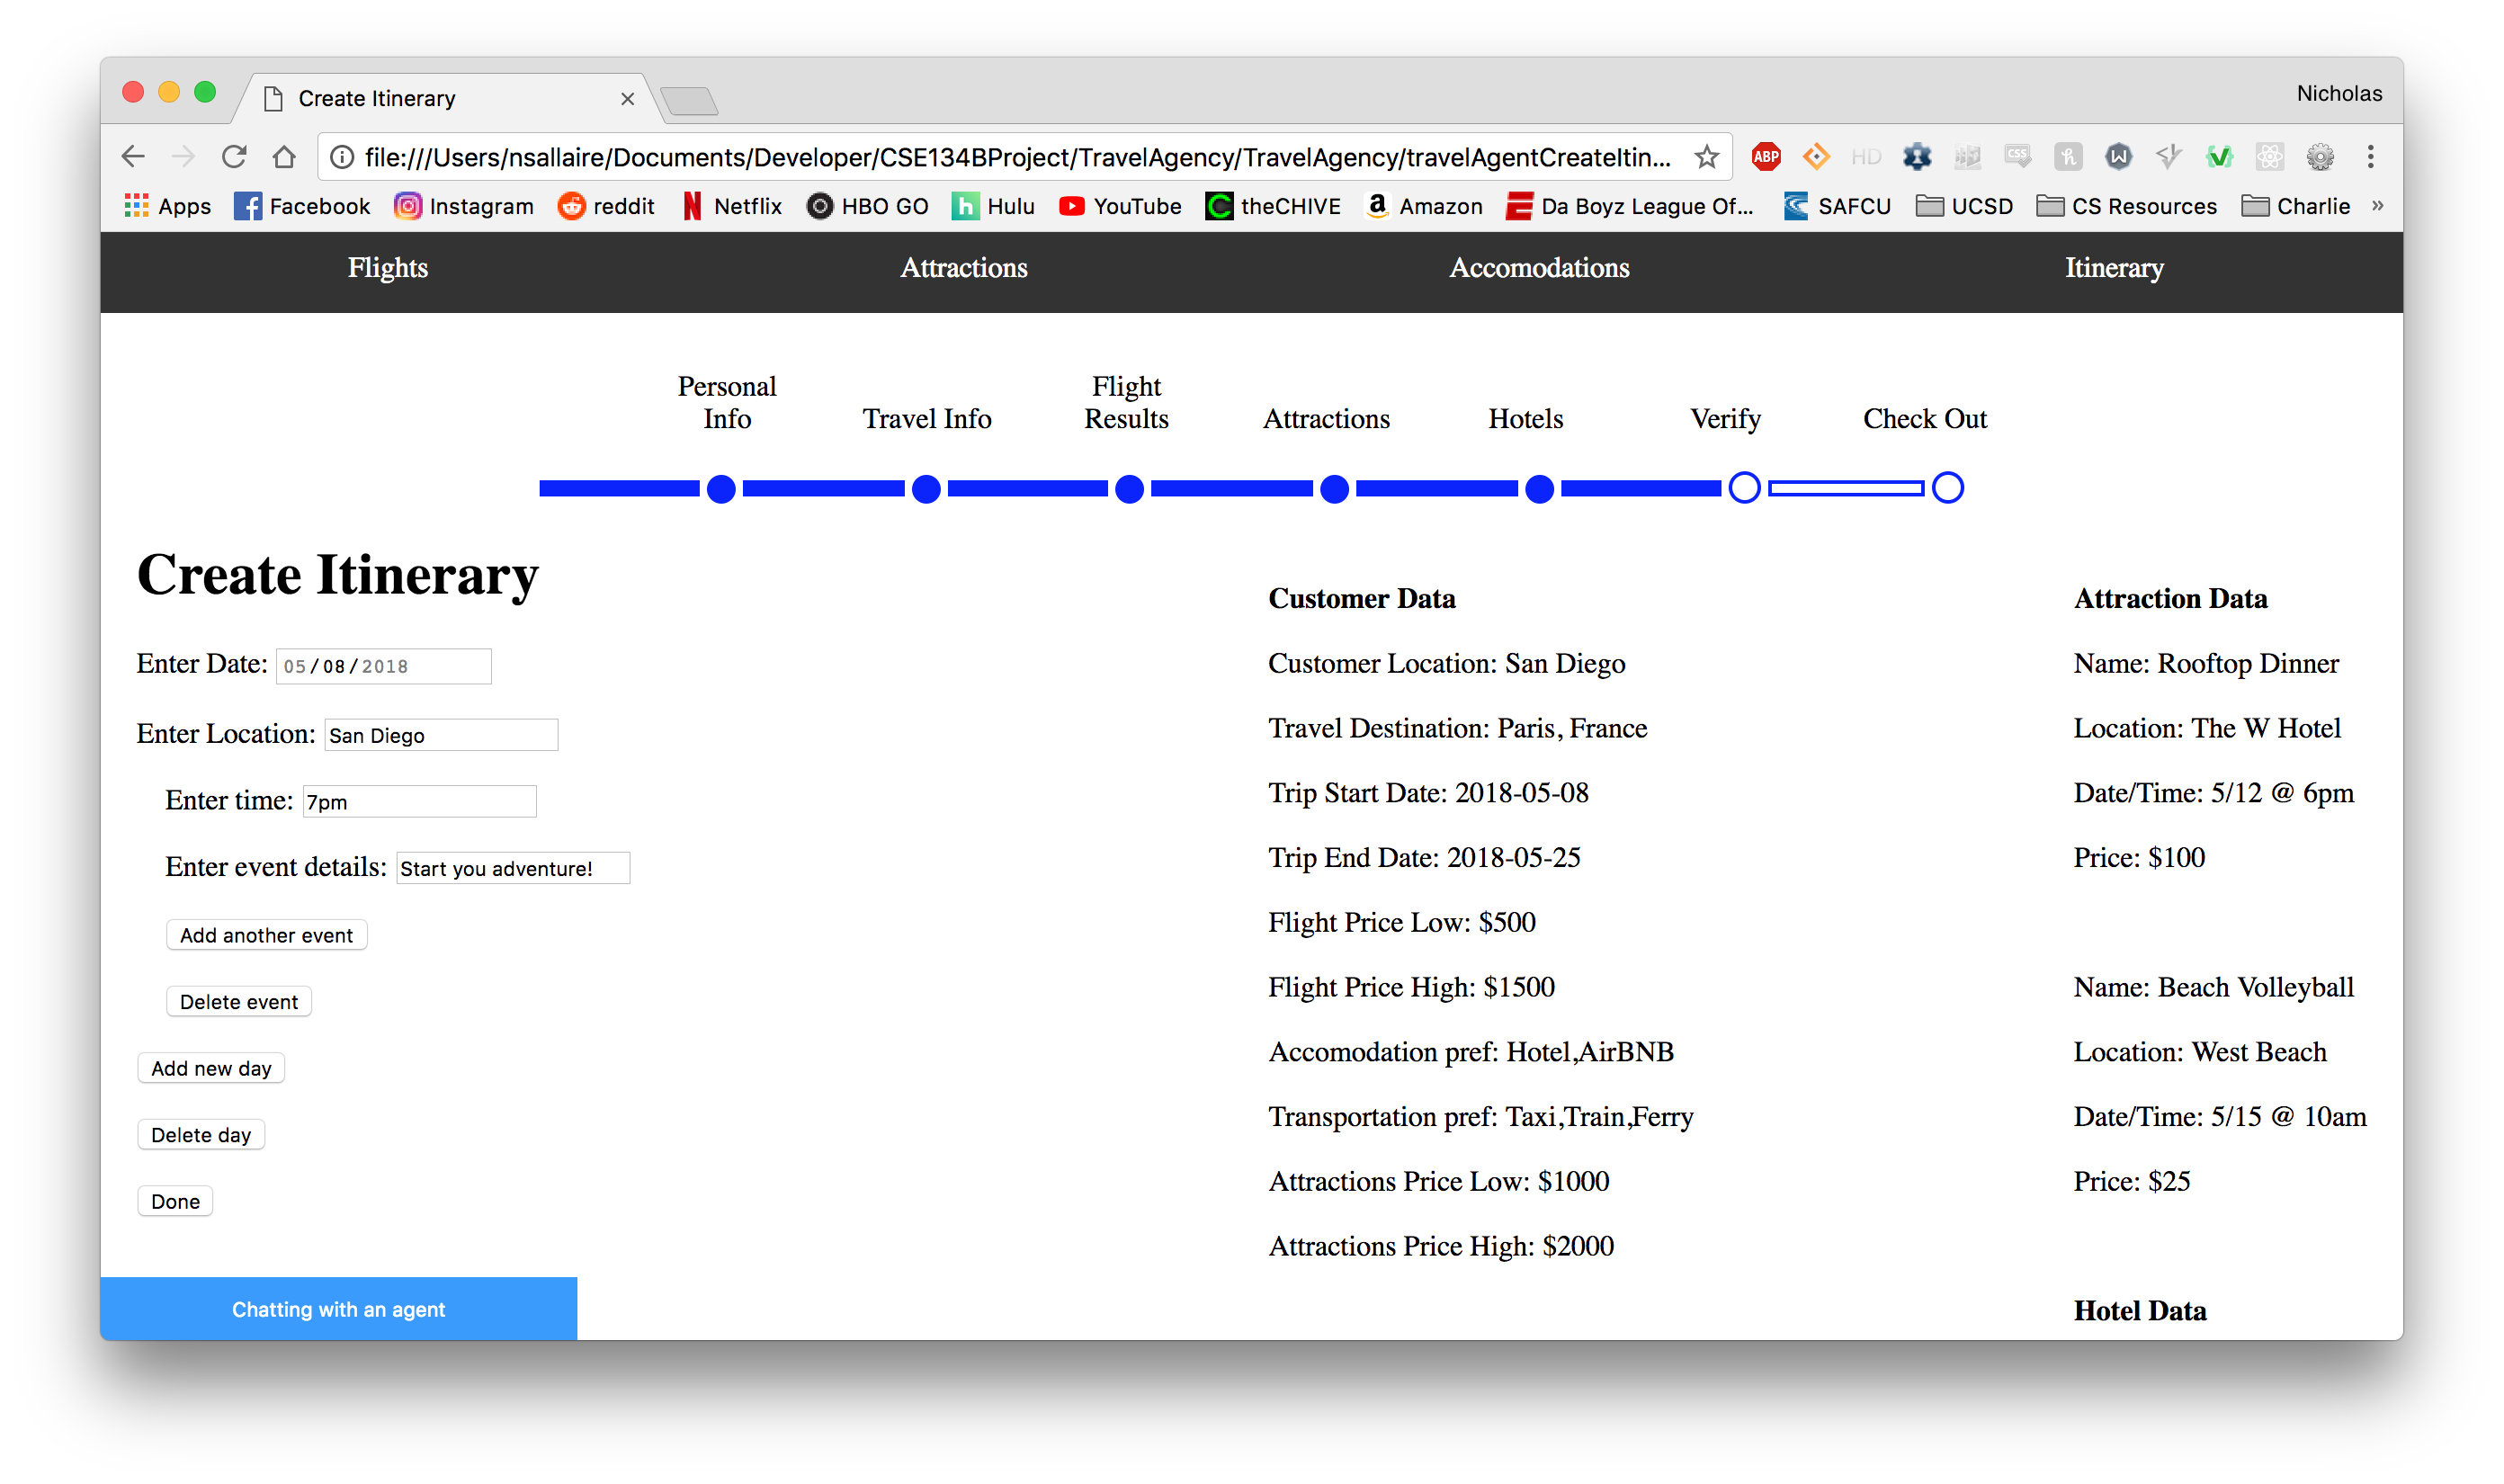 Create Itinerary
Nicholas
file:///Users/nsallaire/Documents/Developer/CSE134BProject/TravelAgency/TravelAgency/travelAgentCreateItin...
ABP
HD
CSS
Apps
Facebook
Instagram
reddit
Netflix
HBO GO
Hulu
YouTube
theCHIVE
Amazon
Da Boyz League Of...
SAFCU
UCSD
CS Resources
Charlie
»
Flights
Attractions
Accomodations
Itinerary
Personal
Info
Travel Info
Flight
Results
Attractions
Hotels
Verify
Check Out
Create Itinerary
Enter Date: 05/08/2018
Enter Location: San Diego
Enter time: 7pm
Enter event details: Start you adventure!
Add another event
Delete event
Add new day
Delete day
Done
Chatting with an agent
Customer Data
Customer Location: San Diego
Travel Destination: Paris, France
Trip Start Date: 2018-05-08
Trip End Date: 2018-05-25
Flight Price Low: $500
Flight Price High: $1500
Accomodation pref: Hotel,AirBNB
Transportation pref: Taxi,Train,Ferry
Attractions Price Low: $1000
Attractions Price High: $2000
Attraction Data
Name: Rooftop Dinner
Location: The W Hotel
Date/Time: 5/12 @ 6pm
Price: $100
Name: Beach Volleyball
Location: West Beach
Date/Time: 5/15 @ 10am
Price: $25
Hotel Data